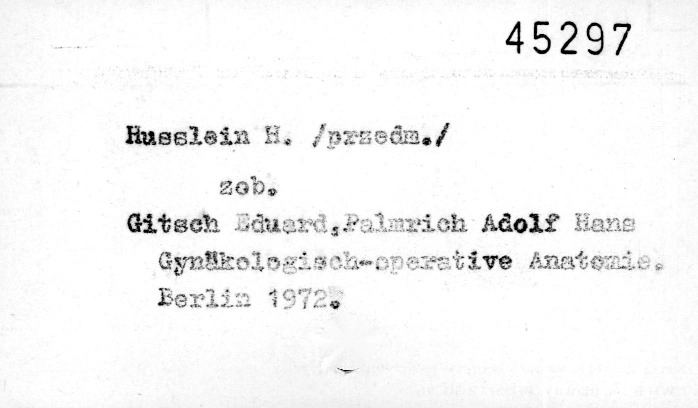 45297
Husslein H. /przedm./
zob.
Gitsch Eduard,Palmrich Adolf Hans
Gynäkologisch-operative Anatomie.
Berlin 1972.